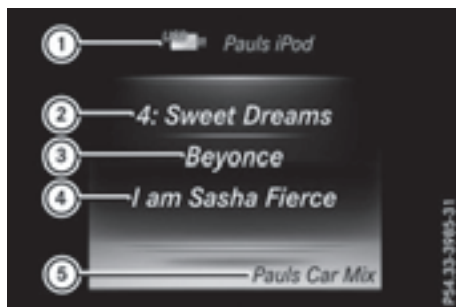 1 USB Pauls iPod
2 4: Sweet Dreams
3 Beyonce
4 I am Sasha Fierce
5 Pauls Car Mix
P54.33-3985-31